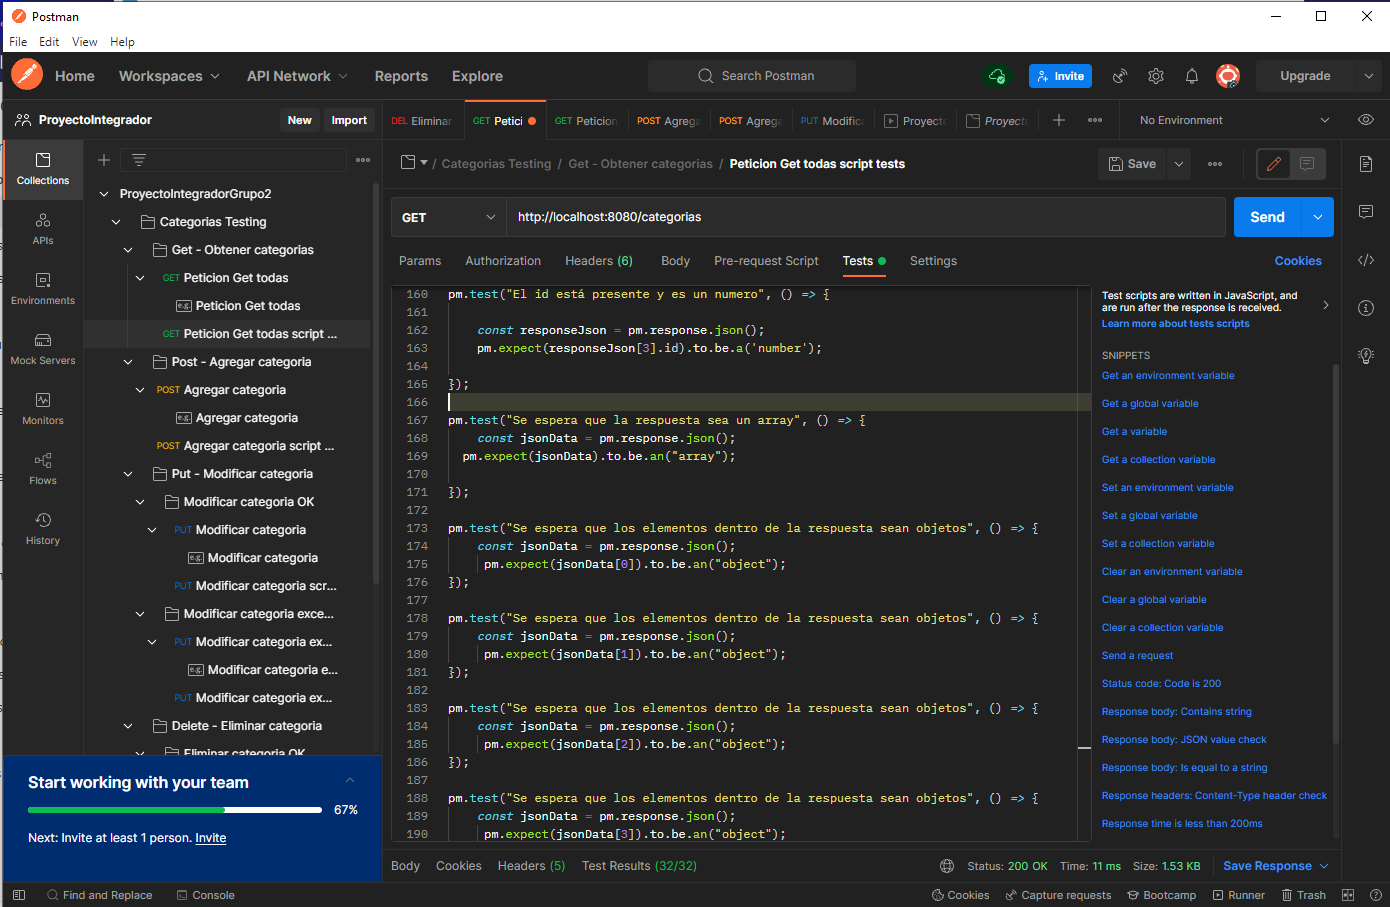 Postman
File Edit View Help
Home Workspaces API Network Reports Explore
Search Postman
Invite
Upgrade
ProyectoIntegrador
New Import
DEL Eliminar
GET Petici
GET Peticion
POST Agrega
POST Agrega
PUT Modifica
Proyecto
Proyecto
No Environment
Collections
APIs
Environments
Mock Servers
Monitors
Flows
History
ProyectoIntegradorGrupo2
Categorias Testing
Get - Obtener categorias
GET Peticion Get todas
e.g. Peticion Get todas
GET Peticion Get todas script ...
Post - Agregar categoria
POST Agregar categoria
e.g. Agregar categoria
POST Agregar categoria script ...
Put - Modificar categoria
Modificar categoria OK
PUT Modificar categoria
e.g. Modificar categoria
PUT Modificar categoria scr...
Modificar categoria exce...
PUT Modificar categoria ex...
e.g. Modificar categoria e...
PUT Modificar categoria ex...
Delete - Eliminar categoria
Eliminar categoria OK
Start working with your team
67%
Next: Invite at least 1 person. Invite
/ Categorias Testing / Get - Obtener categorias / Peticion Get todas script tests
Save
GET http://localhost:8080/categorias
Send
Params Authorization Headers (6) Body Pre-request Script Tests Settings
Cookies
160 pm.test("El id está presente y es un numero", () => {
161
162 const responseJson = pm.response.json();
163 pm.expect(responseJson[3].id).to.be.a('number');
164
165 });
166
167 pm.test("Se espera que la respuesta sea un array", () => {
168 const jsonData = pm.response.json();
169 pm.expect(jsonData).to.be.an("array");
170
171 });
172
173 pm.test("Se espera que los elementos dentro de la respuesta sean objetos", () => {
174 const jsonData = pm.response.json();
175 pm.expect(jsonData[0]).to.be.an("object");
176 });
177
178 pm.test("Se espera que los elementos dentro de la respuesta sean objetos", () => {
179 const jsonData = pm.response.json();
180 pm.expect(jsonData[1]).to.be.an("object");
181 });
182
183 pm.test("Se espera que los elementos dentro de la respuesta sean objetos", () => {
184 const jsonData = pm.response.json();
185 pm.expect(jsonData[2]).to.be.an("object");
186 });
187
188 pm.test("Se espera que los elementos dentro de la respuesta sean objetos", () => {
189 const jsonData = pm.response.json();
190 pm.expect(jsonData[3]).to.be.an("object");
Test scripts are written in JavaScript, and
are run after the response is received.
Learn more about tests scripts
SNIPPETS
Get an environment variable
Get a global variable
Get a variable
Get a collection variable
Set an environment variable
Set a global variable
Set a collection variable
Clear an environment variable
Clear a global variable
Clear a collection variable
Send a request
Status code: Code is 200
Response body: Contains string
Response body: JSON value check
Response body: Is equal to a string
Response headers: Content-Type header check
Response time is less than 200ms
Body Cookies Headers (5) Test Results (32/32)
Status: 200 OK Time: 11 ms Size: 1.53 KB Save Response
Find and Replace Console
Cookies Capture requests Bootcamp Runner Trash